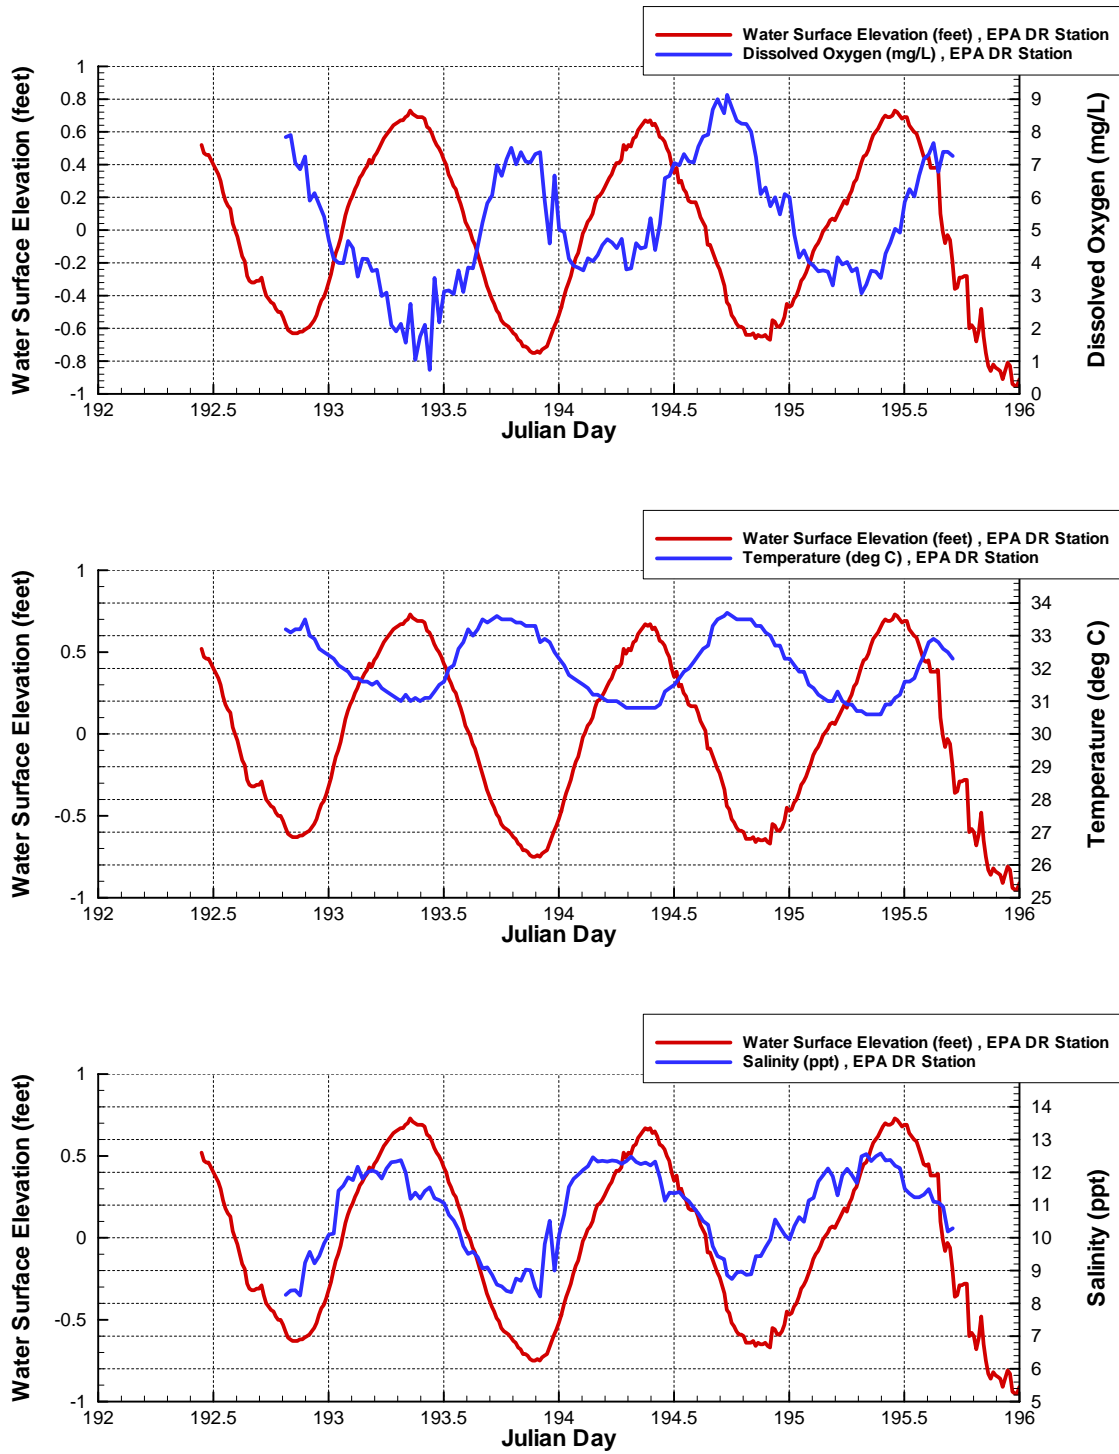 Water Surface Elevation (feet) , EPA DR Station
Dissolved Oxygen (mg/L) , EPA DR Station
Water Surface Elevation (feet)
1
0.8
0.6
0.4
0.2
0
-0.2
-0.4
-0.6
-0.8
-1
9
8
7
6
5
4
3
2
1
0
Dissolved Oxygen (mg/L)
192 192.5 193 193.5 194 194.5 195 195.5 196
Julian Day
Water Surface Elevation (feet) , EPA DR Station
Temperature (deg C) , EPA DR Station
Water Surface Elevation (feet)
1
0.5
0
-0.5
-1
34
33
32
31
30
29
28
27
26
25
Temperature (deg C)
192 192.5 193 193.5 194 194.5 195 195.5 196
Julian Day
Water Surface Elevation (feet) , EPA DR Station
Salinity (ppt) , EPA DR Station
Water Surface Elevation (feet)
1
0.5
0
-0.5
-1
14
13
12
11
10
9
8
7
6
5
Salinity (ppt)
192 192.5 193 193.5 194 194.5 195 195.5 196
Julian Day